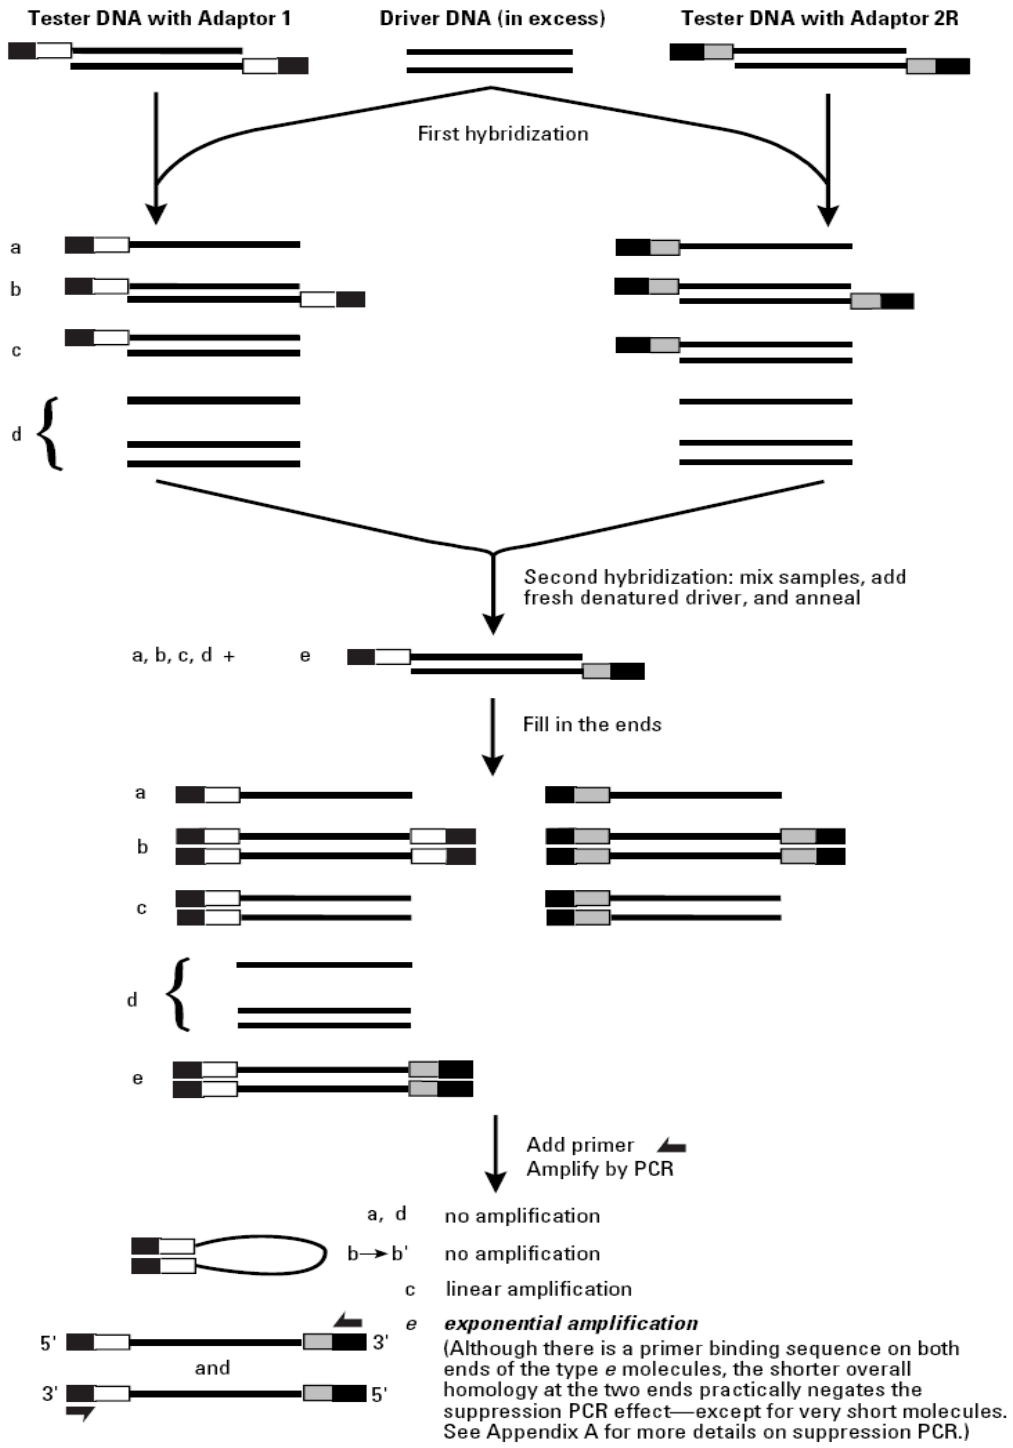 Tester DNA with Adaptor 1
Driver DNA (in excess)
Tester DNA with Adaptor 2R
First hybridization
a
b
c
d
Second hybridization: mix samples, add
fresh denatured driver, and anneal
a, b, c, d +
e
Fill in the ends
a
b
c
d
e
Add primer
Amplify by PCR
a, d no amplification
b→b' no amplification
c linear amplification
e exponential amplification
(Although there is a primer binding sequence on both
ends of the type e molecules, the shorter overall
homology at the two ends practically negates the
suppression PCR effect—except for very short molecules.
See Appendix A for more details on suppression PCR.)
5' 3'
and
3' 5'